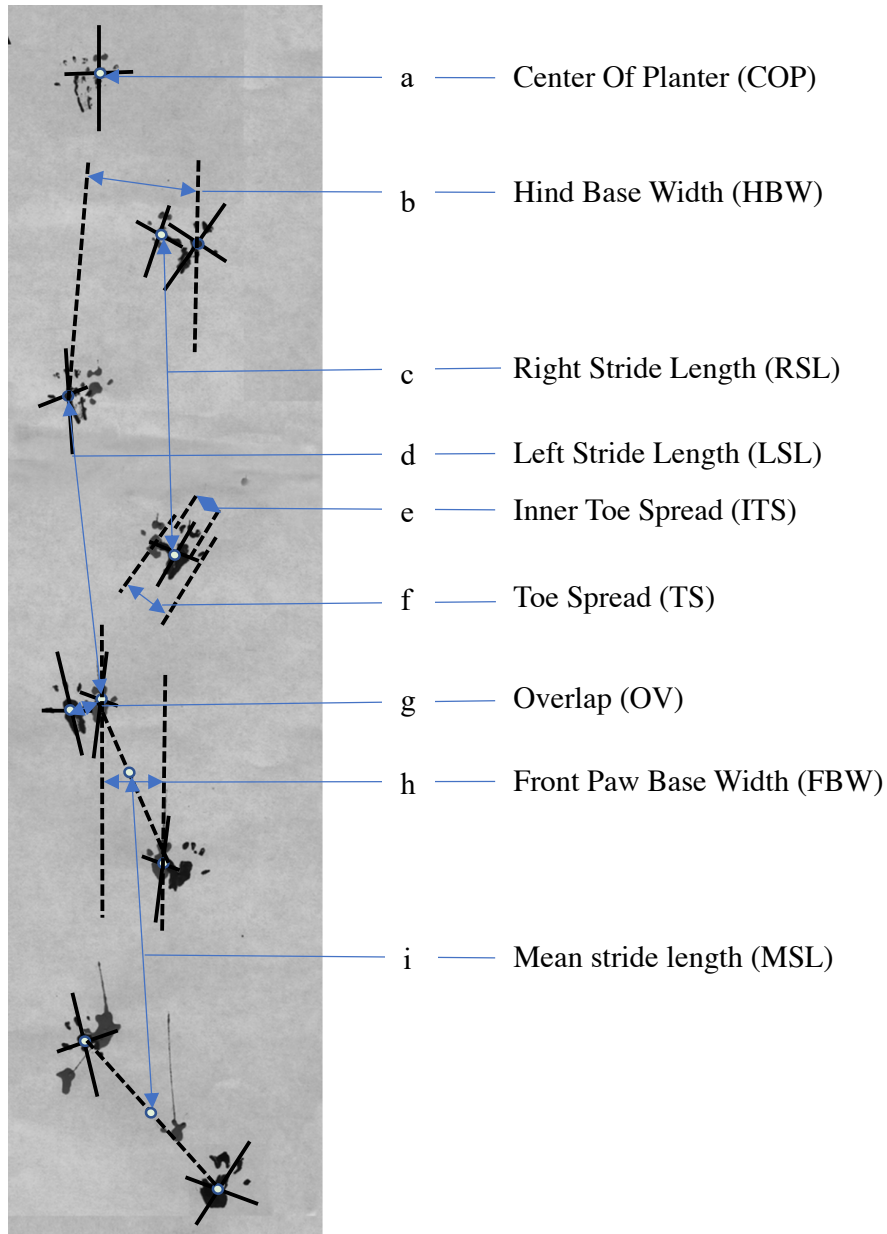 a Center Of Planter (COP)
b Hind Base Width (HBW)
c Right Stride Length (RSL)
d Left Stride Length (LSL)
e Inner Toe Spread (ITS)
f Toe Spread (TS)
g Overlap (OV)
h Front Paw Base Width (FBW)
i Mean stride length (MSL)